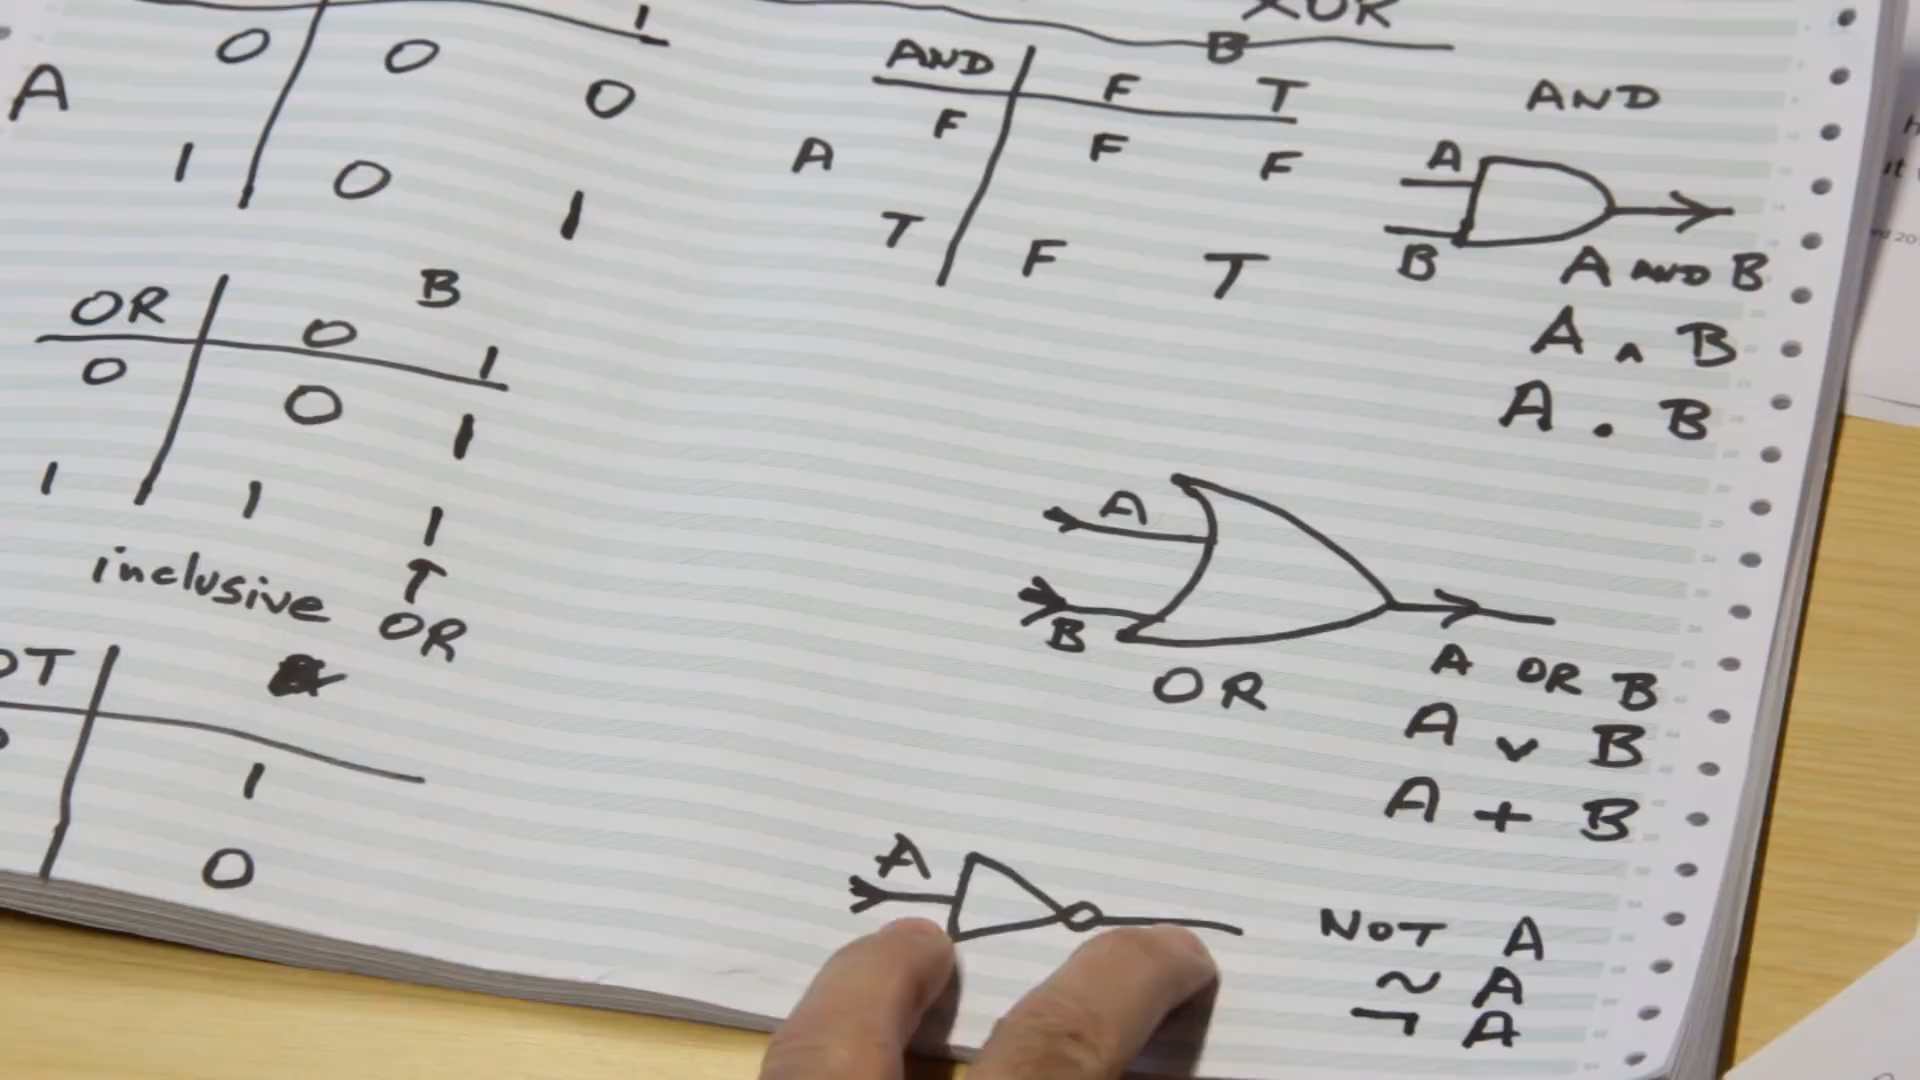 1
0 0 0
A
1 0 1
OR B
0 1
0 0 1
1 1 1
inclusive OR
1
0
XOR
B
AND F T
F F F
A
T F T
AND
A
B
A AND B
A ∧ B
A . B
A
B
OR
A OR B
A ∨ B
A + B
A
NOT A
~ A
¬ A